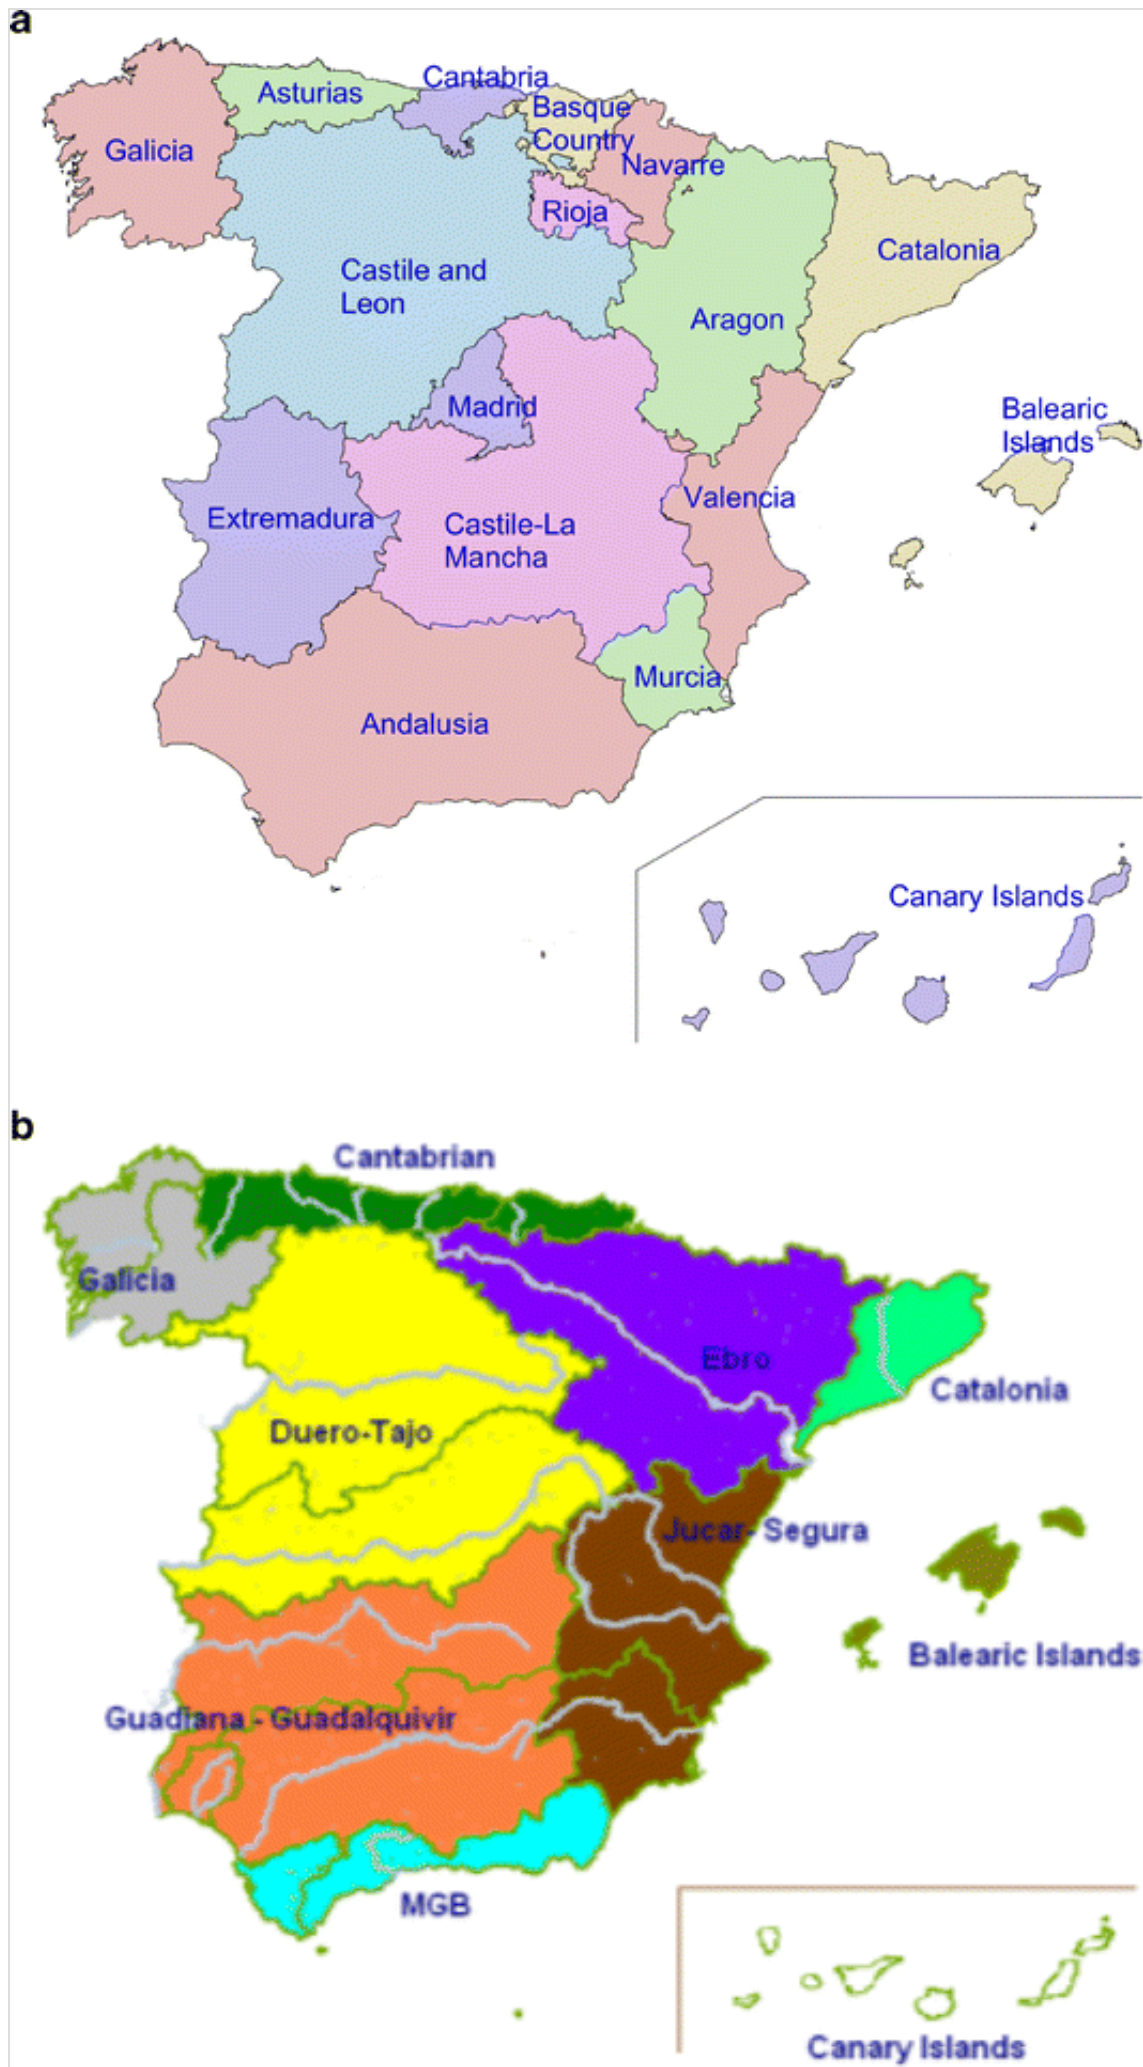 a
Cantabria
Asturias
Basque
Country
Galicia
Navarre
Rioja
Catalonia
Castile and
Leon
Aragon
Madrid
Balearic
Islands
Valencia
Extremadura
Castile-La
Mancha
Murcia
Andalusia
Canary Islands
b
Cantabrian
Galicia
Ebro
Catalonia
Duero-Tajo
Jucar- Segura
Balearic Islands
Guadiana - Guadalquivir
MGB
Canary Islands